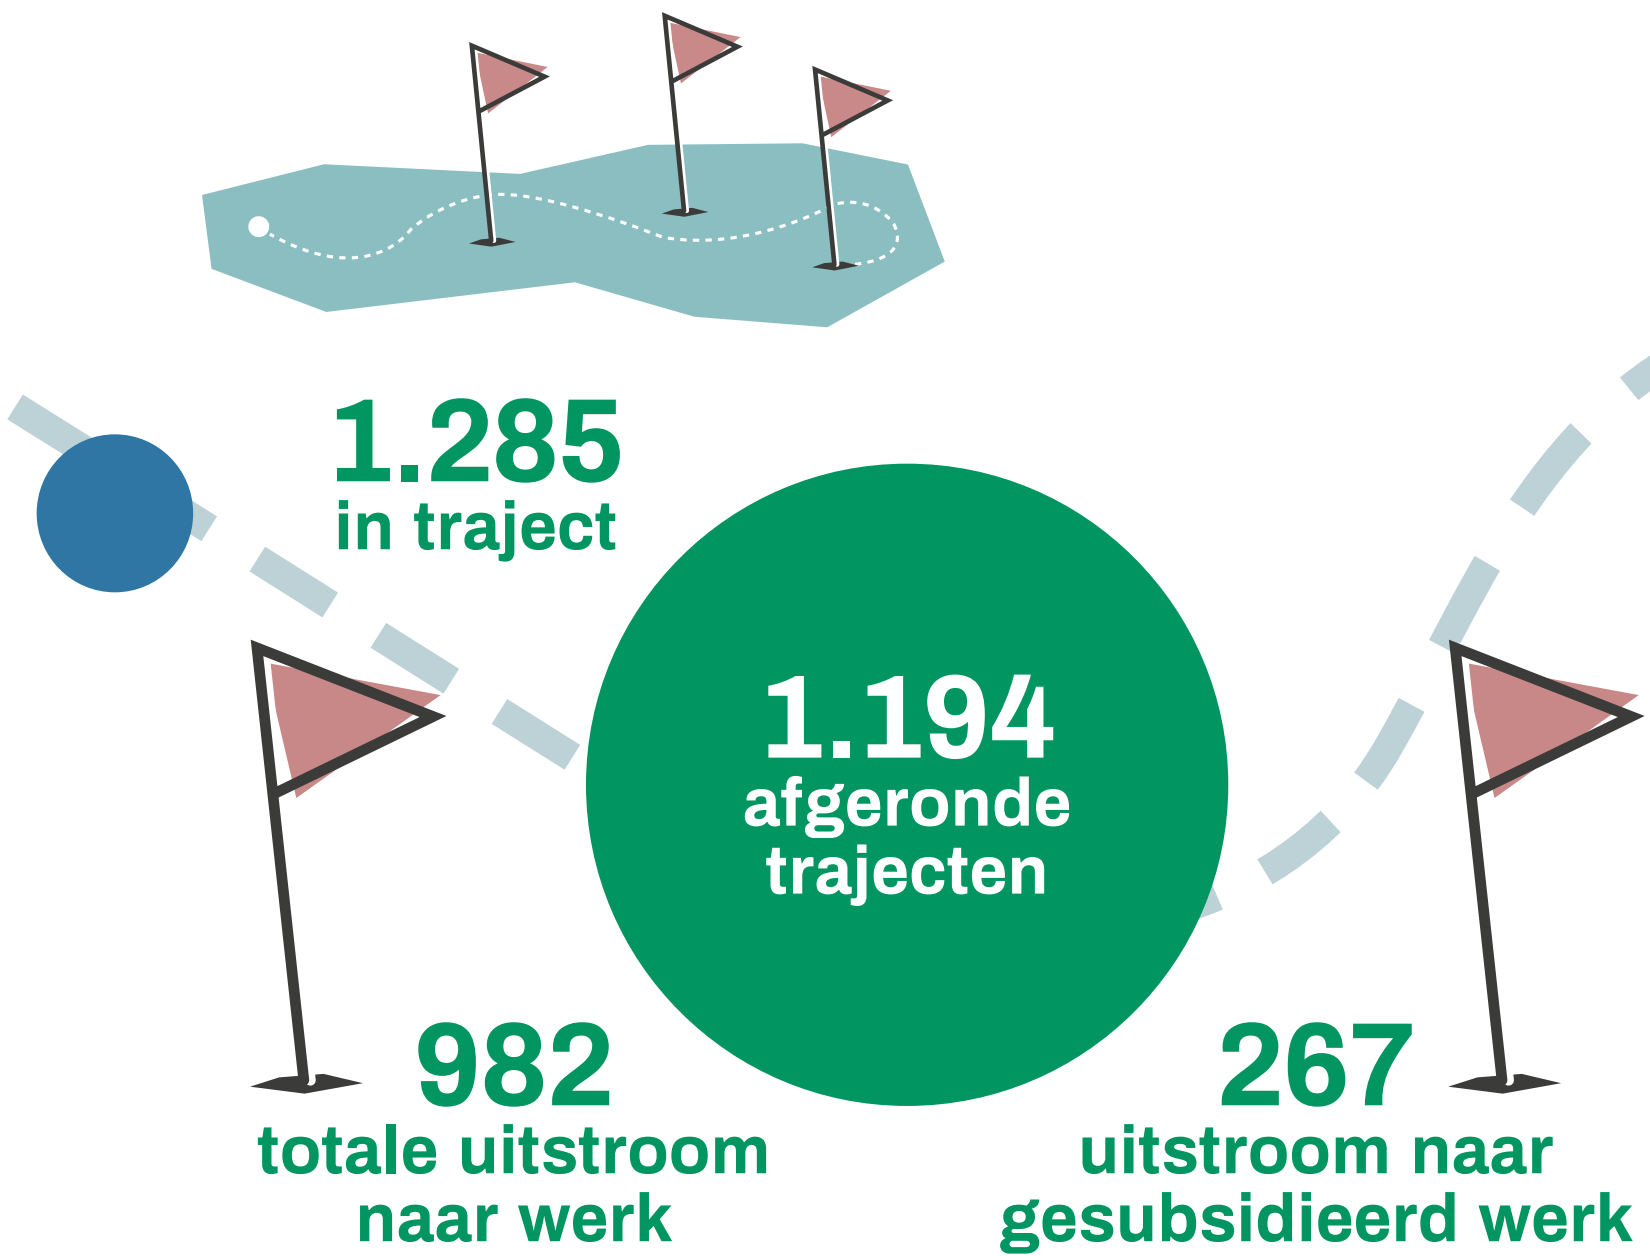 1.285
in traject
1.194
afgeronde
trajecten
982
totale uitstroom
naar werk
267
uitstroom naar
gesubsidieerd werk